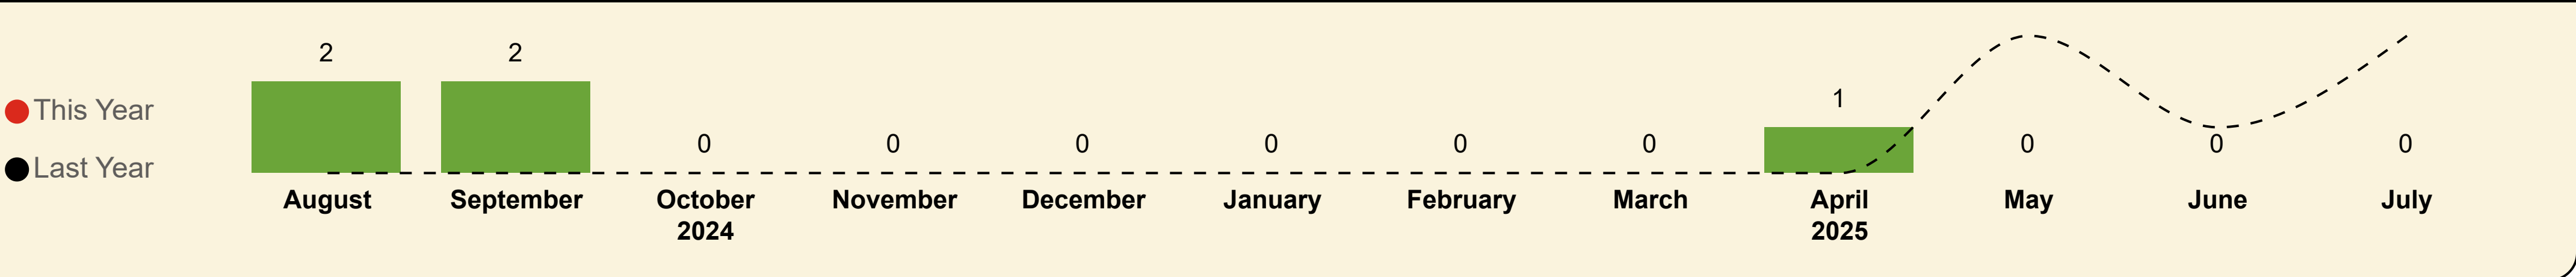 2 2 0 0 0 0 0 0 1 0 0 0
This Year
Last Year
August September October November December January February March April May June July
2024 2025